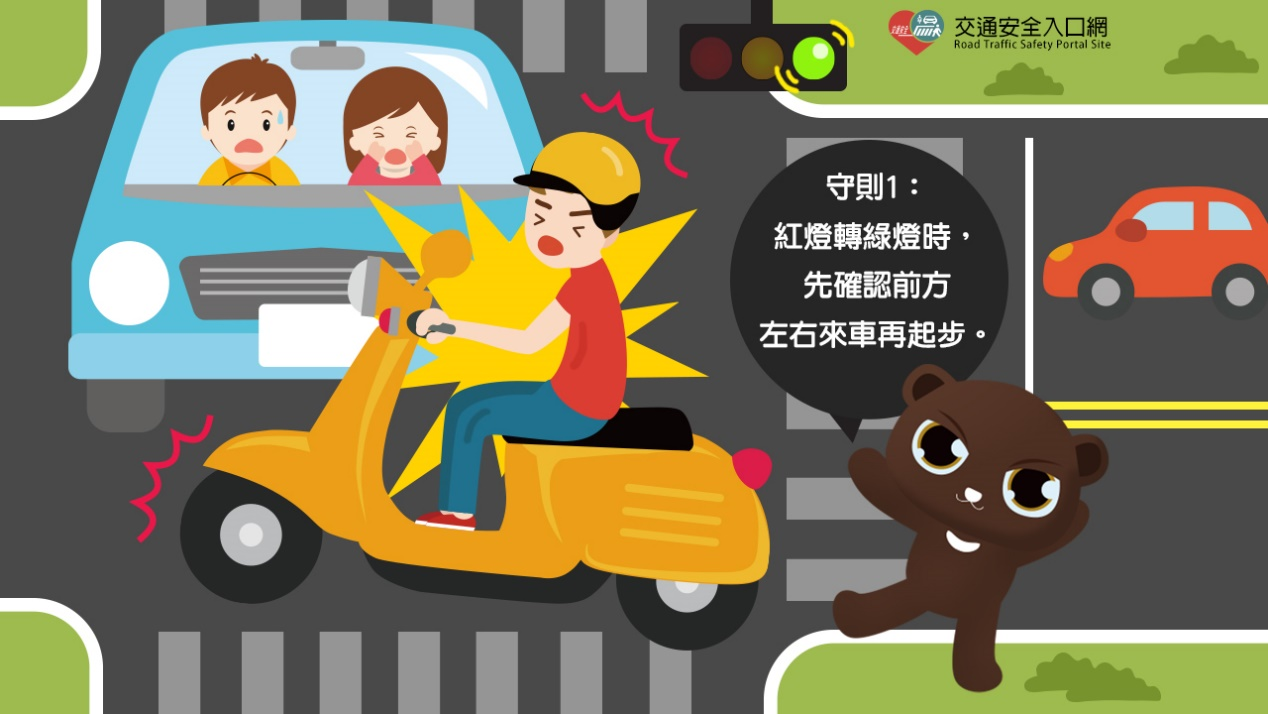 交通安全入口網
Road Traffic Safety Portal Site
守則1：
紅燈轉綠燈時，
先確認前方
左右來車再起步。